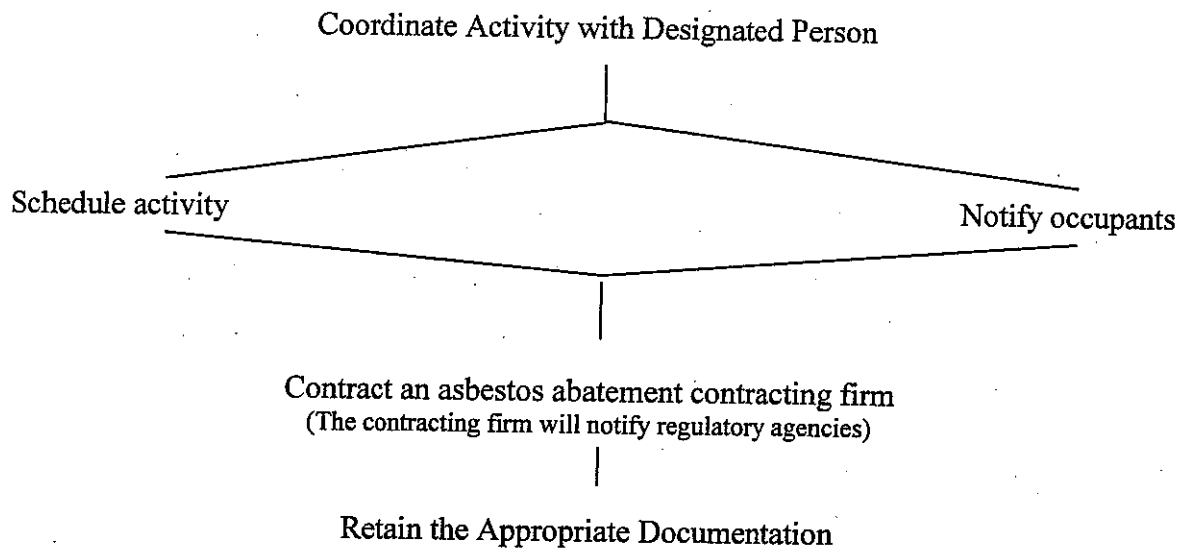 Coordinate Activity with Designated Person
Schedule activity
Notify occupants
Contract an asbestos abatement contracting firm
(The contracting firm will notify regulatory agencies)
Retain the Appropriate Documentation